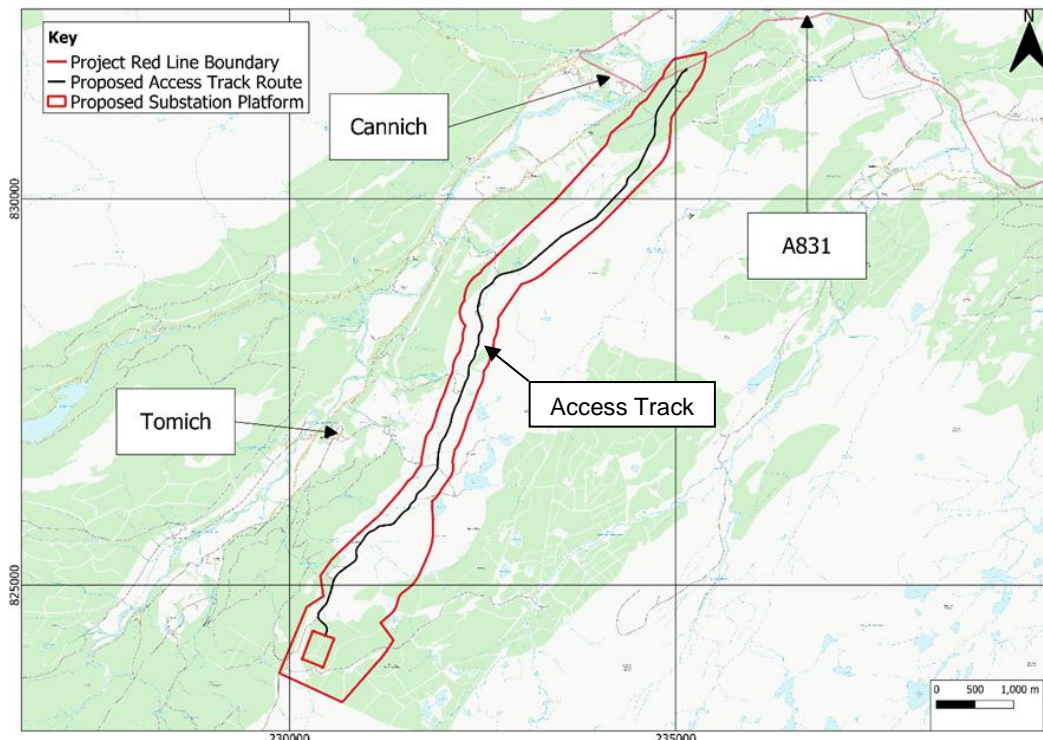 Key
Project Red Line Boundary
Proposed Access Track Route
Proposed Substation Platform
N
Cannich
830000
A831
Access Track
Tomich
825000
0 500 1,000 m
230000
235000